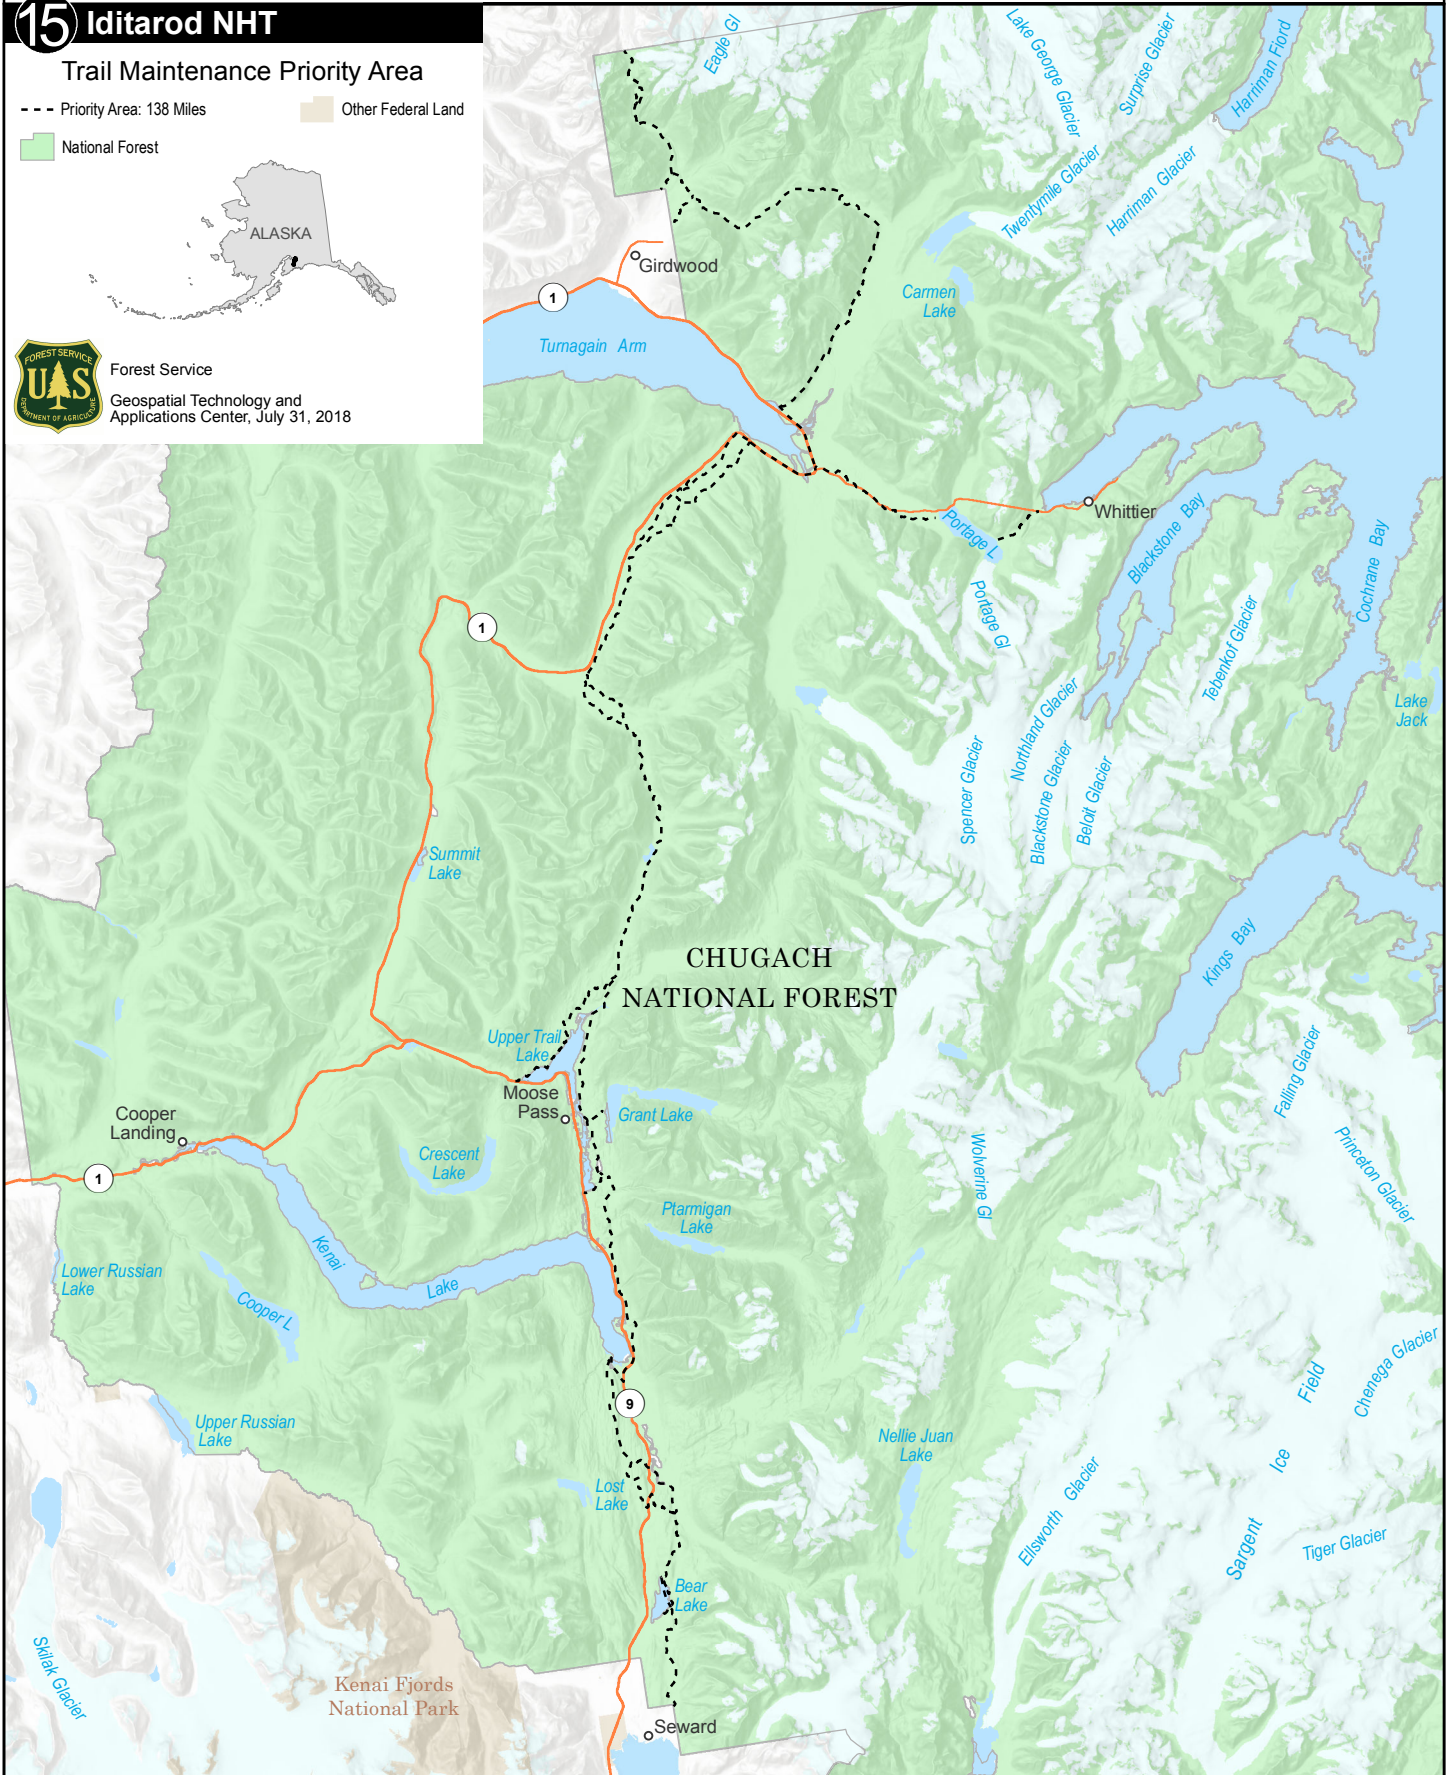 15 Iditarod NHT
Trail Maintenance Priority Area
Priority Area: 138 Miles
Other Federal Land
National Forest
ALASKA
FOREST SERVICE
UAS
DEPARTMENT OF AGRICULTURE
Forest Service
Geospatial Technology and
Applications Center, July 31, 2018
Eagle Gl
Lake George Glacier
Surprise Glacier
Harriman Fiord
Twentymile Glacier
Harriman Glacier
Girdwood
Carmen
Lake
1
Turnagain Arm
Portage L
Whittier
Blackstone Bay
Cochrane Bay
Portage Gl
1
Tebenkof Glacier
Northland Glacier
Lake
Jack
Spencer Glacier
Blackstone Glacier
Beloit Glacier
Summit
Lake
CHUGACH
NATIONAL FOREST
Kings Bay
Upper Trail
Lake
Moose
Pass
Grant Lake
Falling Glacier
Cooper
Landing
Crescent
Lake
Princeton Glacier
1
Wolverine Gl
Ptarmigan
Lake
Kenai
Lake
Lower Russian
Lake
Cooper L
Chenega Glacier
9
Upper Russian
Lake
Nellie Juan
Lake
Lost
Lake
Ellsworth Glacier
Sargent Ice Field
Tiger Glacier
Bear
Lake
Skilak Glacier
Kenai Fjords
National Park
Seward